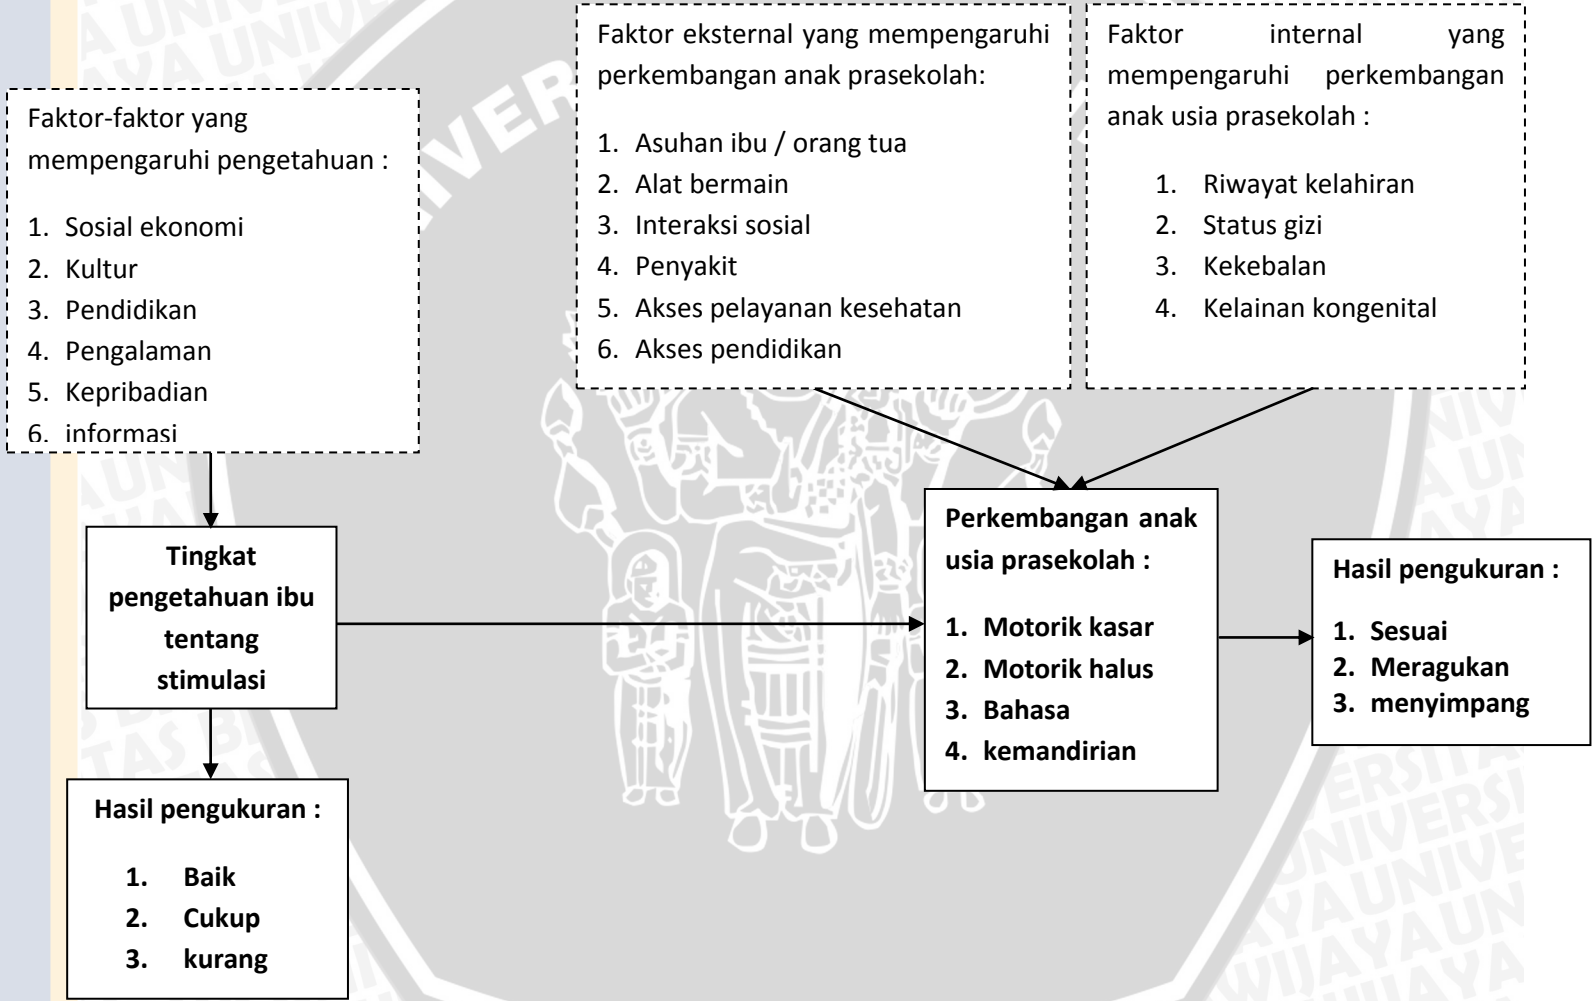 Faktor-faktor yang
mempengaruhi pengetahuan :
1. Sosial ekonomi
2. Kultur
3. Pendidikan
4. Pengalaman
5. Kepribadian
6. informasi
Faktor eksternal yang mempengaruhi
perkembangan anak prasekolah:
1. Asuhan ibu / orang tua
2. Alat bermain
3. Interaksi sosial
4. Penyakit
5. Akses pelayanan kesehatan
6. Akses pendidikan
Faktor internal yang
mempengaruhi perkembangan
anak usia prasekolah :
1. Riwayat kelahiran
2. Status gizi
3. Kekebalan
4. Kelainan kongenital
Tingkat
pengetahuan ibu
tentang
stimulasi
Perkembangan anak
usia prasekolah :
1. Motorik kasar
2. Motorik halus
3. Bahasa
4. kemandirian
Hasil pengukuran :
1. Sesuai
2. Meragukan
3. menyimpang
Hasil pengukuran :
1. Baik
2. Cukup
3. kurang